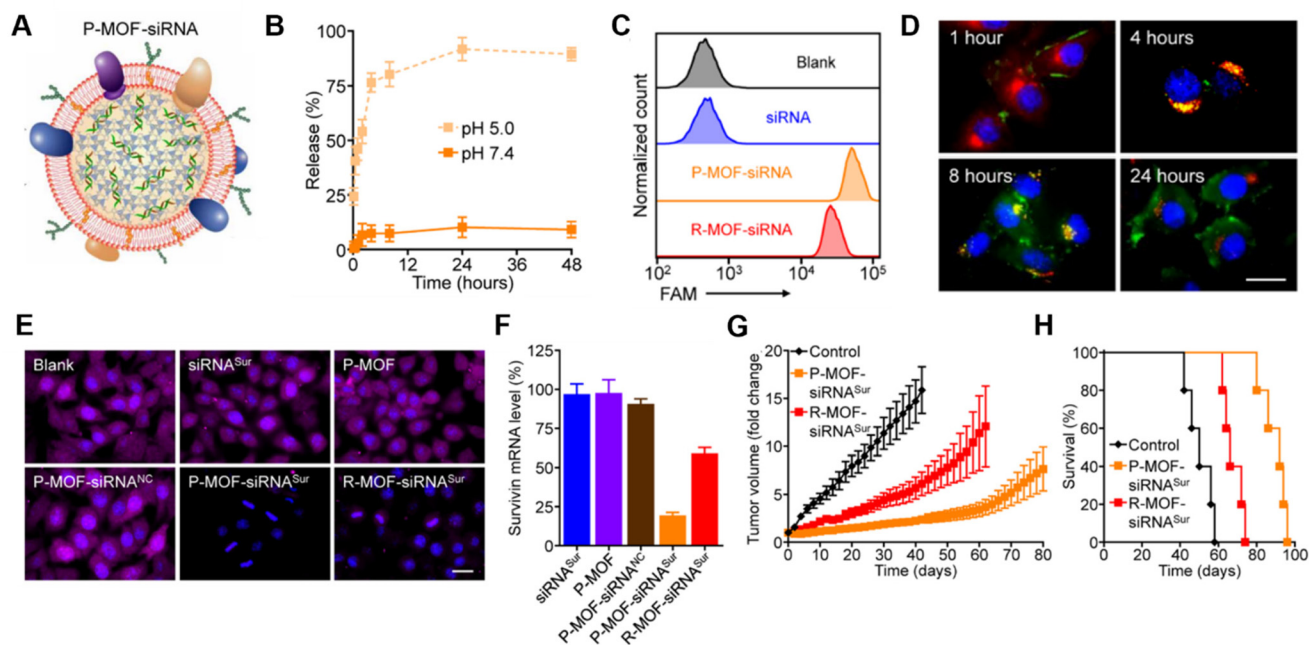 A
P-MOF-siRNA
B
Release (%)
100
75
50
25
0
pH 5.0
pH 7.4
0 12 24 36 48
Time (hours)
C
Normalized count
Blank
siRNA
P-MOF-siRNA
R-MOF-siRNA
10² 10³ 10⁴ 10⁵
FAM
D
1 hour
4 hours
8 hours
24 hours
E
Blank
siRNA^Sur
P-MOF
P-MOF-siRNA^NC
P-MOF-siRNA^Sur
R-MOF-siRNA^Sur
F
Survivin mRNA level (%)
125
100
75
50
25
0
siRNA^Sur
P-MOF
P-MOF-siRNA^NC
P-MOF-siRNA^Sur
R-MOF-siRNA^Sur
G
Tumor volume (fold change)
20
15
10
5
0
Control
P-MOF-
siRNA^Sur
R-MOF-
siRNA^Sur
0 10 20 30 40 50 60 70 80
Time (days)
H
Survival (%)
100
80
60
40
20
0
Control
P-MOF-
siRNA^Sur
R-MOF-
siRNA^Sur
0 20 40 60 80 100
Time (days)